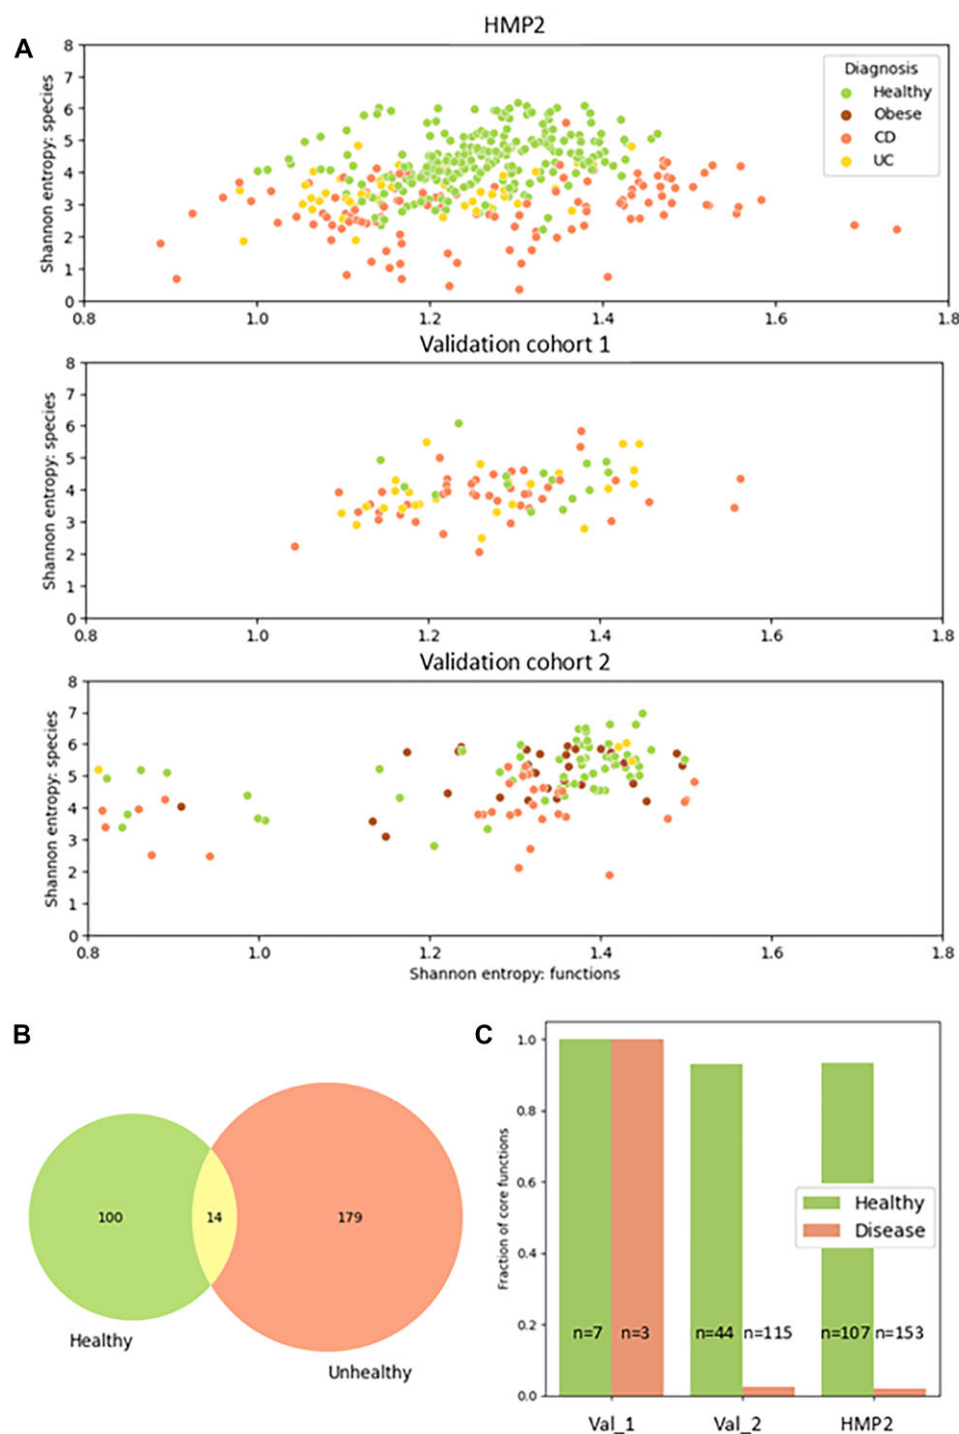 A
HMP2
Shannon entropy: species
8
7
6
5
4
3
2
1
0
Diagnosis
Healthy
Obese
CD
UC
0.8 1.0 1.2 1.4 1.6 1.8
Validation cohort 1
Shannon entropy: species
8
7
6
5
4
3
2
1
0
0.8 1.0 1.2 1.4 1.6 1.8
Validation cohort 2
Shannon entropy: species
8
7
6
5
4
3
2
1
0
0.8 1.0 1.2 1.4 1.6 1.8
Shannon entropy: functions
B
100 14 179
Healthy
Unhealthy
C
Fraction of core functions
1.0
0.8
0.6
0.4
0.2
0.0
Healthy
Disease
n=7 n=3 n=44 n=115 n=107 n=153
Val_1 Val_2 HMP2